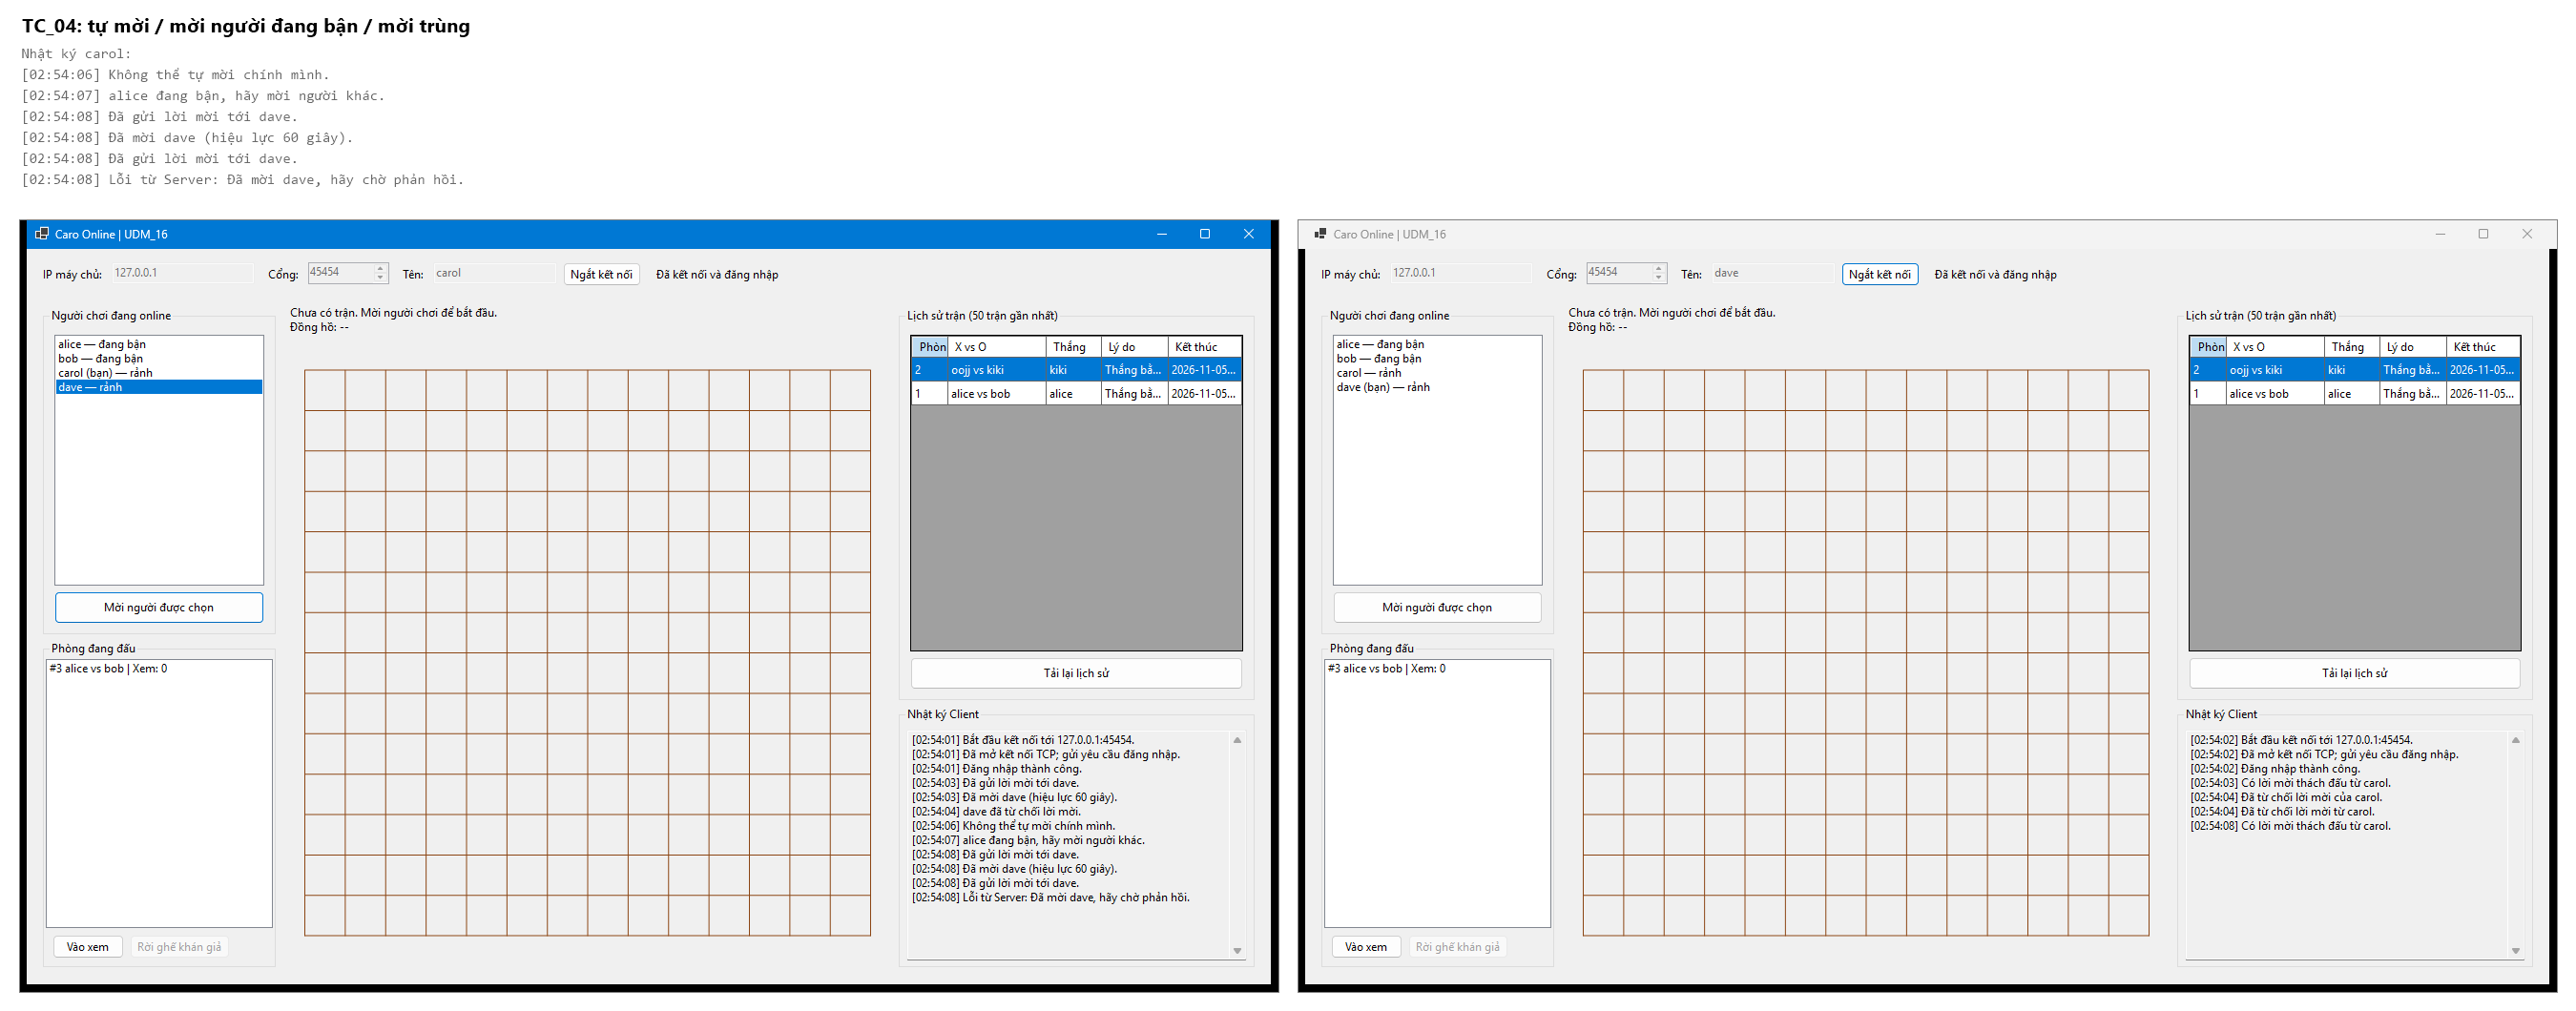 TC_04: tự mời / mời người đang bận / mời trùng
Nhật ký carol:
[02:54:06] Không thể tự mời chính mình.
[02:54:07] alice đang bận, hãy mời người khác.
[02:54:08] Đã gửi lời mời tới dave.
[02:54:08] Đã mời dave (hiệu lực 60 giây).
[02:54:08] Đã gửi lời mời tới dave.
[02:54:08] Lỗi từ Server: Đã mời dave, hãy chờ phản hồi.
Caro Online | UDM_16
IP máy chủ: 127.0.0.1 Cổng: 45454 Tên: carol Ngắt kết nối Đã kết nối và đăng nhập
Người chơi đang online
alice — đang bận
bob — đang bận
carol (bạn) — rảnh
dave — rảnh
Mời người được chọn
Phòng đang đấu
#3 alice vs bob | Xem: 0
Vào xem Rời ghế khán giả
Chưa có trận. Mời người chơi để bắt đầu.
Đồng hồ: --
Lịch sử trận (50 trận gần nhất)
Phòn X vs O Thắng Lý do Kết thúc
2 oojj vs kiki kiki Thắng bằ... 2026-11-05...
1 alice vs bob alice Thắng bằ... 2026-11-05...
Tải lại lịch sử
Nhật ký Client
[02:54:01] Bắt đầu kết nối tới 127.0.0.1:45454.
[02:54:01] Đã mở kết nối TCP; gửi yêu cầu đăng nhập.
[02:54:01] Đăng nhập thành công.
[02:54:03] Đã gửi lời mời tới dave.
[02:54:03] Đã mời dave (hiệu lực 60 giây).
[02:54:04] dave đã từ chối lời mời.
[02:54:06] Không thể tự mời chính mình.
[02:54:07] alice đang bận, hãy mời người khác.
[02:54:08] Đã gửi lời mời tới dave.
[02:54:08] Đã mời dave (hiệu lực 60 giây).
[02:54:08] Đã gửi lời mời tới dave.
[02:54:08] Lỗi từ Server: Đã mời dave, hãy chờ phản hồi.
Caro Online | UDM_16
IP máy chủ: 127.0.0.1 Cổng: 45454 Tên: dave Ngắt kết nối Đã kết nối và đăng nhập
Người chơi đang online
alice — đang bận
bob — đang bận
carol — rảnh
dave (bạn) — rảnh
Mời người được chọn
Phòng đang đấu
#3 alice vs bob | Xem: 0
Vào xem Rời ghế khán giả
Chưa có trận. Mời người chơi để bắt đầu.
Đồng hồ: --
Lịch sử trận (50 trận gần nhất)
Phòn X vs O Thắng Lý do Kết thúc
2 oojj vs kiki kiki Thắng bằ... 2026-11-05...
1 alice vs bob alice Thắng bằ... 2026-11-05...
Tải lại lịch sử
Nhật ký Client
[02:54:02] Bắt đầu kết nối tới 127.0.0.1:45454.
[02:54:02] Đã mở kết nối TCP; gửi yêu cầu đăng nhập.
[02:54:02] Đăng nhập thành công.
[02:54:03] Có lời mời thách đấu từ carol.
[02:54:04] Đã từ chối lời mời của carol.
[02:54:04] Đã từ chối lời mời từ carol.
[02:54:08] Có lời mời thách đấu từ carol.